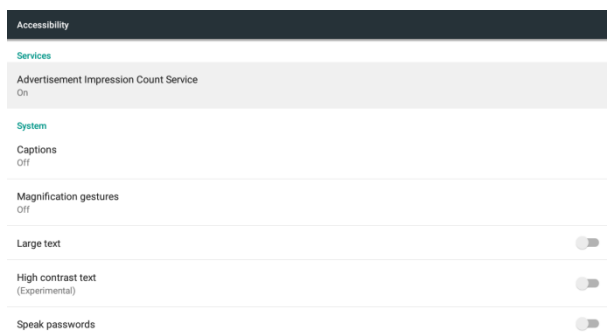 Accessibility
Services
Advertisement Impression Count Service
On
System
Captions
Off
Magnification gestures
Off
Large text
High contrast text
(Experimental)
Speak passwords